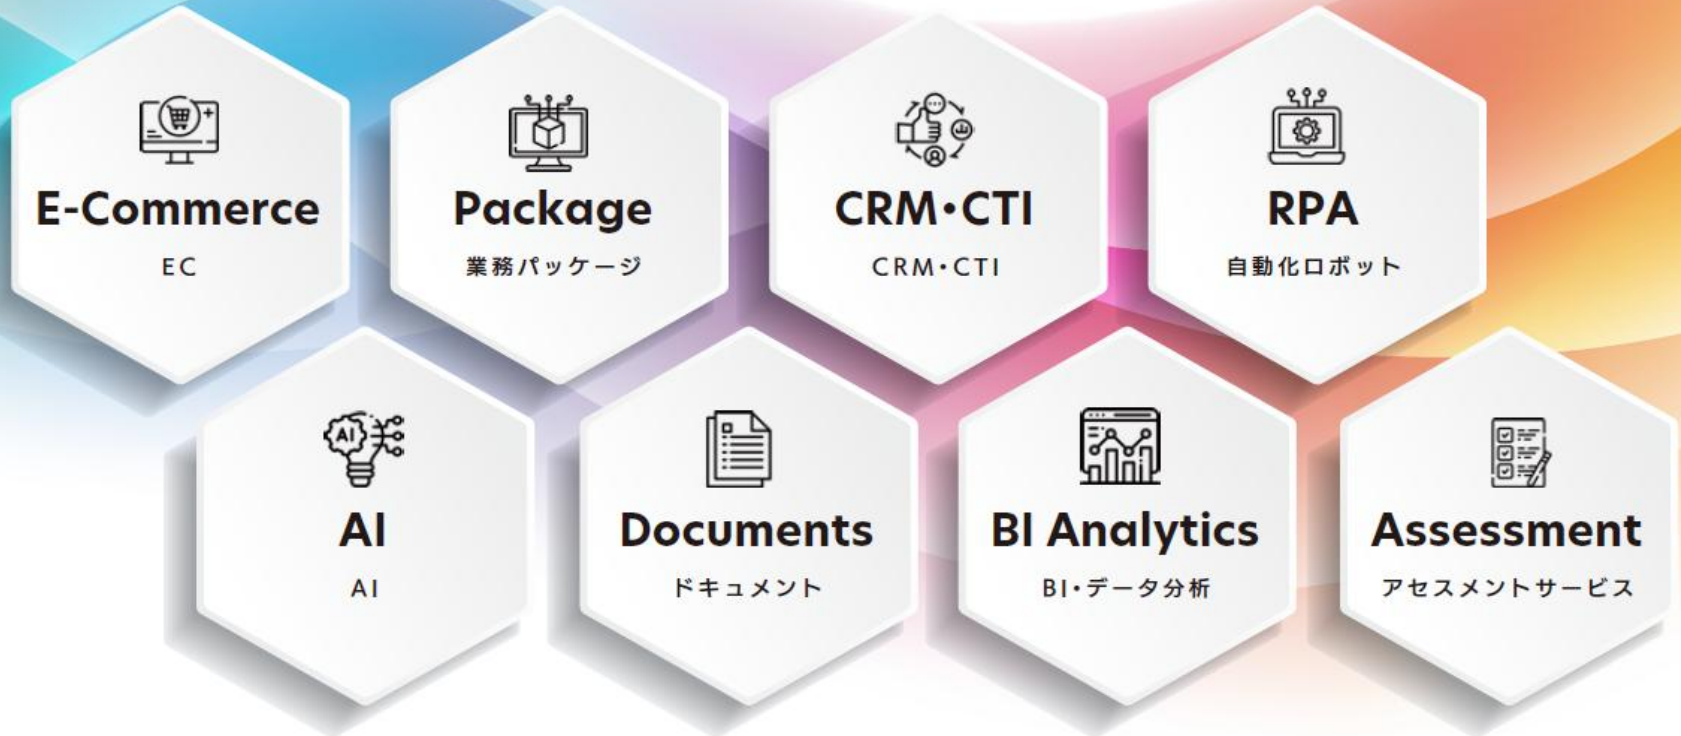 E-Commerce
EC
Package
業務パッケージ
CRM•CTI
CRM•CTI
RPA
自動化ロボット
AI
AI
AI
Documents
ドキュメント
BI Analytics
BI•データ分析
Assessment
アセスメントサービス